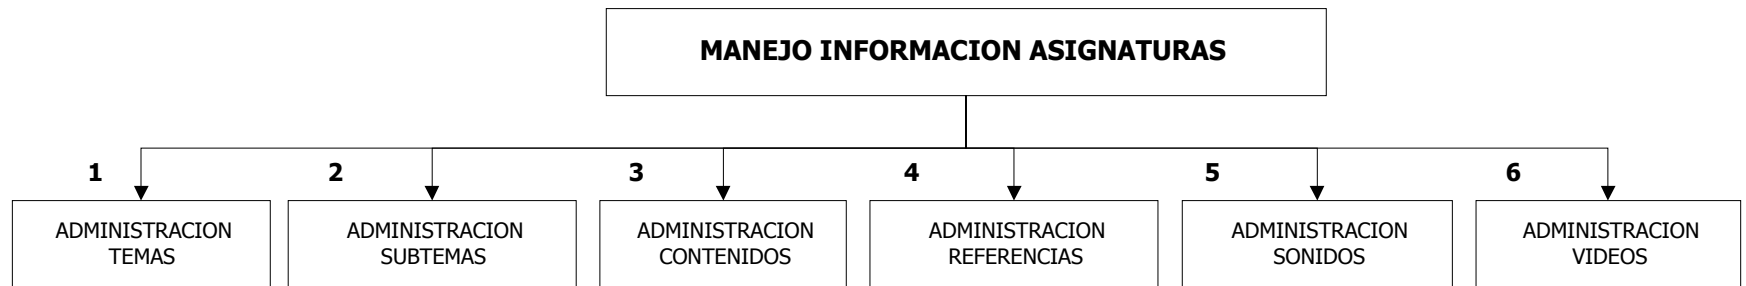 MANEJO INFORMACION ASIGNATURAS
1
2
3
4
5
6
ADMINISTRACION
TEMAS
ADMINISTRACION
SUBTEMAS
ADMINISTRACION
CONTENIDOS
ADMINISTRACION
REFERENCIAS
ADMINISTRACION
SONIDOS
ADMINISTRACION
VIDEOS